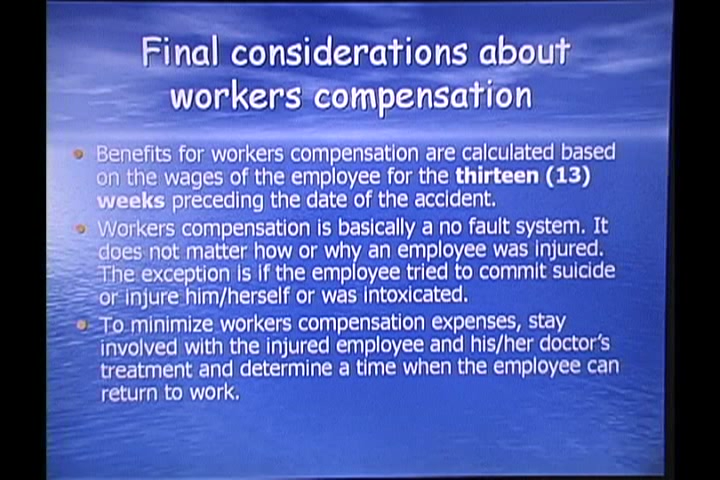 Final considerations about
workers compensation
• Benefits for workers compensation are calculated based
on the wages of the employee for the thirteen (13)
weeks preceding the date of the accident.
• Workers compensation is basically a no fault system. It
does not matter how or why an employee was injured.
The exception is if the employee tried to commit suicide
or injure him/herself or was intoxicated.
• To minimize workers compensation expenses, stay
involved with the injured employee and his/her doctor's
treatment and determine a time when the employee can
return to work.